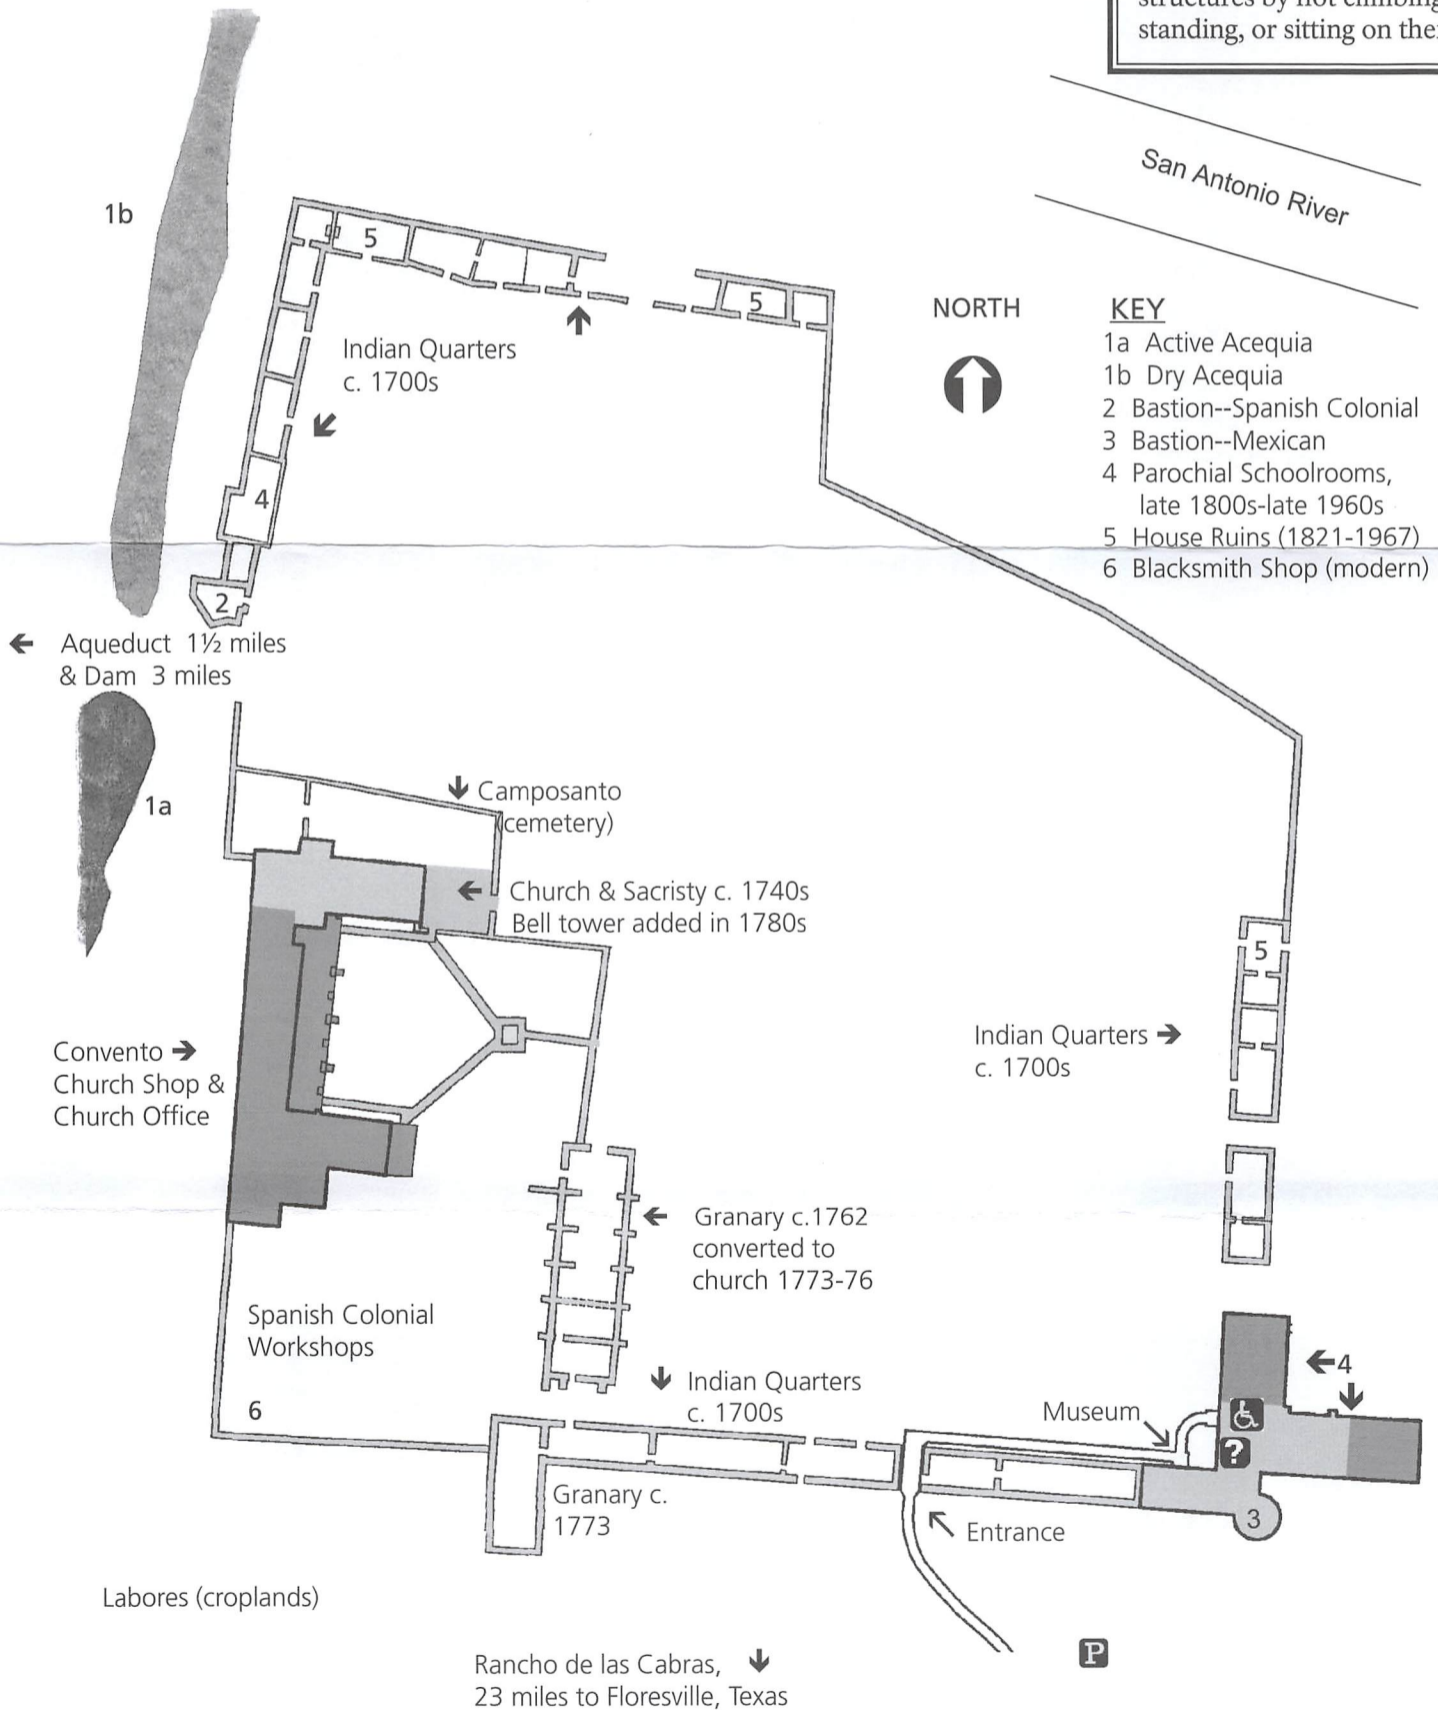 structures by not climbing
standing, or sitting on
San Antonio River
1b
5
5
NORTH
KEY
1a Active Acequia
1b Dry Acequia
2 Bastion--Spanish Colonial
3 Bastion--Mexican
4 Parochial Schoolrooms,
late 1800s-late 1960s
5 House Ruins (1821-1967)
6 Blacksmith Shop (modern)
Indian Quarters
c. 1700s
4
2
← Aqueduct 1½ miles
& Dam 3 miles
1a
Camposanto
(cemetery)
Church & Sacristy c. 1740s
Bell tower added in 1780s
5
Indian Quarters →
c. 1700s
Convento →
Church Shop &
Church Office
← Granary c.1762
converted to
church 1773-76
Spanish Colonial
Workshops
6
Indian Quarters
c. 1700s
Museum
←4
?
3
Granary c.
1773
Entrance
Labores (croplands)
Rancho de las Cabras,
23 miles to Floresville, Texas
P